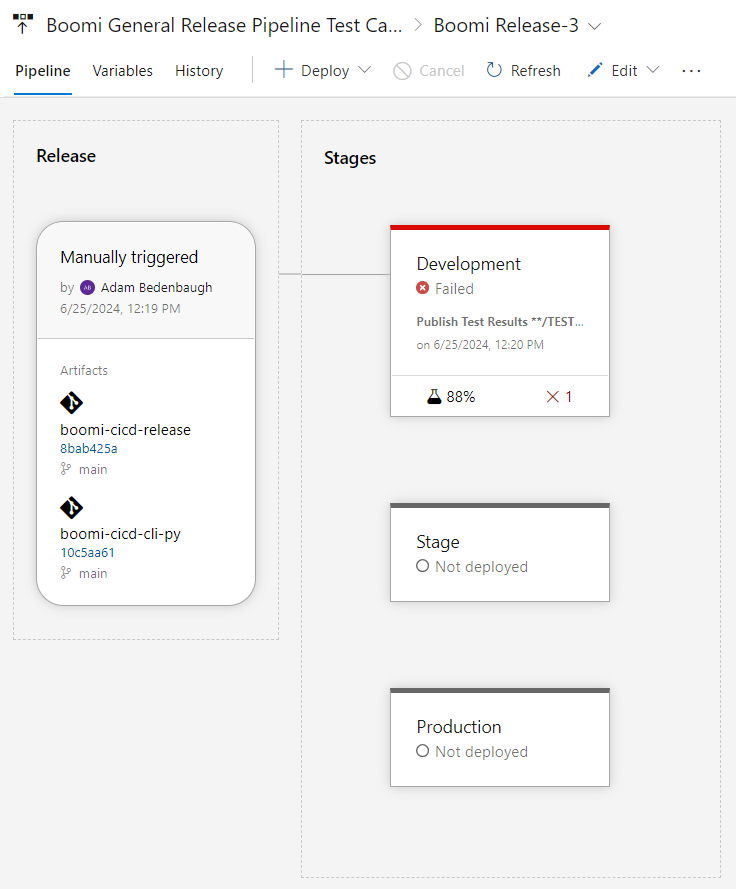 Boomi General Release Pipeline Test Ca... > Boomi Release-3
Pipeline Variables History + Deploy Cancel Refresh Edit ...
Release
Manually triggered
by AB Adam Bedenbaugh
6/25/2024, 12:19 PM
Artifacts
boomi-cicd-release
8bab425a
main
boomi-cicd-cli-py
10c5aa61
main
Stages
Development
Failed
Publish Test Results **/TEST...
on 6/25/2024, 12:20 PM
88% 1
Stage
Not deployed
Production
Not deployed